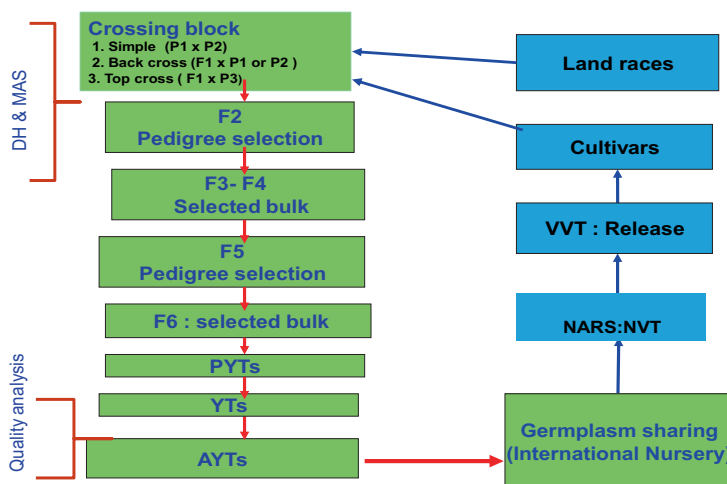 Crossing block
1. Simple (P1 x P2)
2. Back cross (F1 x P1 or P2 )
3. Top cross ( F1 x P3)
DH & MAS
F2
Pedigree selection
F3- F4
Selected bulk
F5
Pedigree selection
F6 : selected bulk
PYTs
Quality analysis
YTs
AYTs
Land races
Cultivars
VVT : Release
NARS:NVT
Germplasm sharing
(International Nursery)